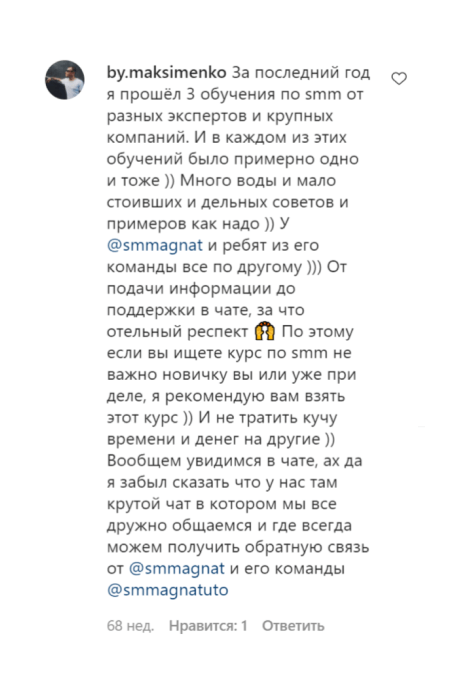 by.maksimenko За последний год
я прошёл 3 обучения по smm от
разных экспертов и крупных
компаний. И в каждом из этих
обучений было примерно одно
и тоже )) Много воды и мало
стоивших и дельных советов и
примеров как надо )) У
@smmagnat и ребят из его
команды все по другому ))) От
подачи информации до
поддержки в чате, за что
отельный респект 🙌 По этому
если вы ищете курс по smm не
важно новичку вы или уже при
деле, я рекомендую вам взять
этот курс )) И не тратить кучу
времени и денег на другие ))
Вообщем увидимся в чате, ах да
я забыл сказать что у нас там
крутой чат в котором мы все
дружно общаемся и где всегда
можем получить обратную связь
от @smmagnat и его команды
@smmagnatuto
68 нед. Нравится: 1 Ответить